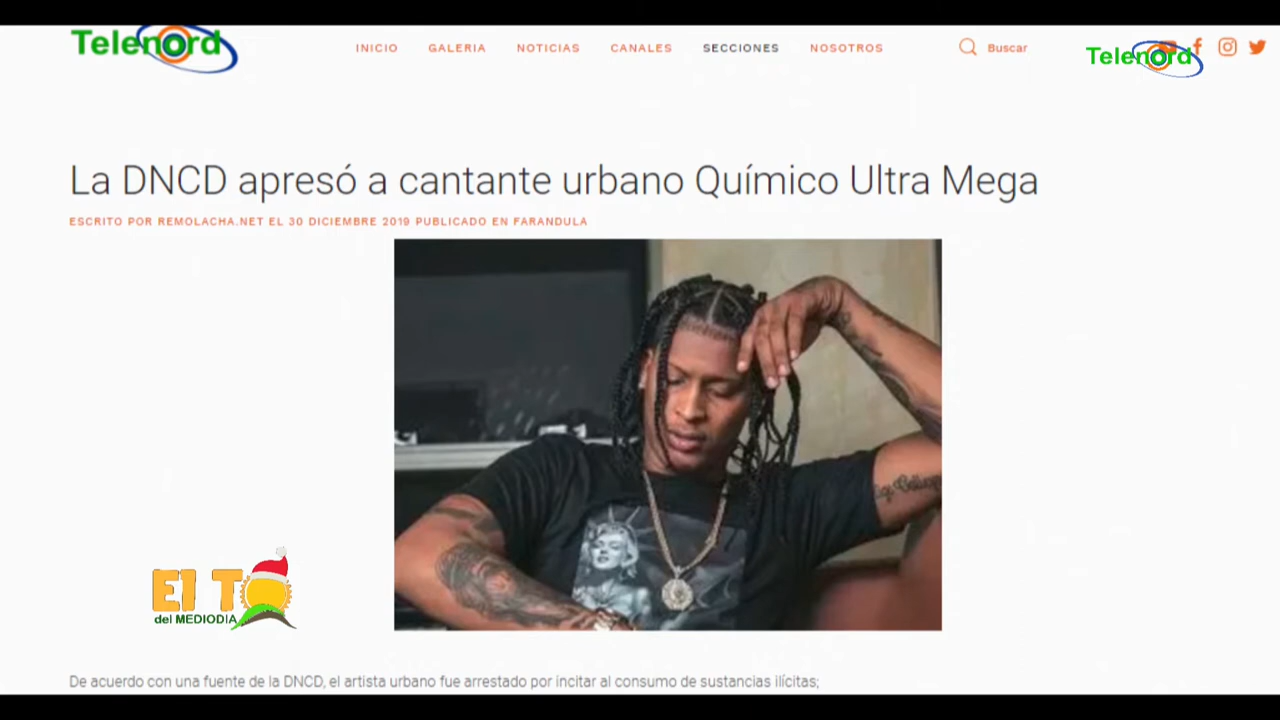 Telenord INICIO GALERIA NOTICIAS CANALES SECCIONES NOSOTROS Buscar Telenord
La DNCD apresó a cantante urbano Químico Ultra Mega
ESCRITO POR REMOLACHA.NET EL 30 DICIEMBRE 2019 PUBLICADO EN FARANDULA
El TO
del MEDIODIA
De acuerdo con una fuente de la DNCD, el artista urbano fue arrestado por incitar al consumo de sustancias ilícitas;